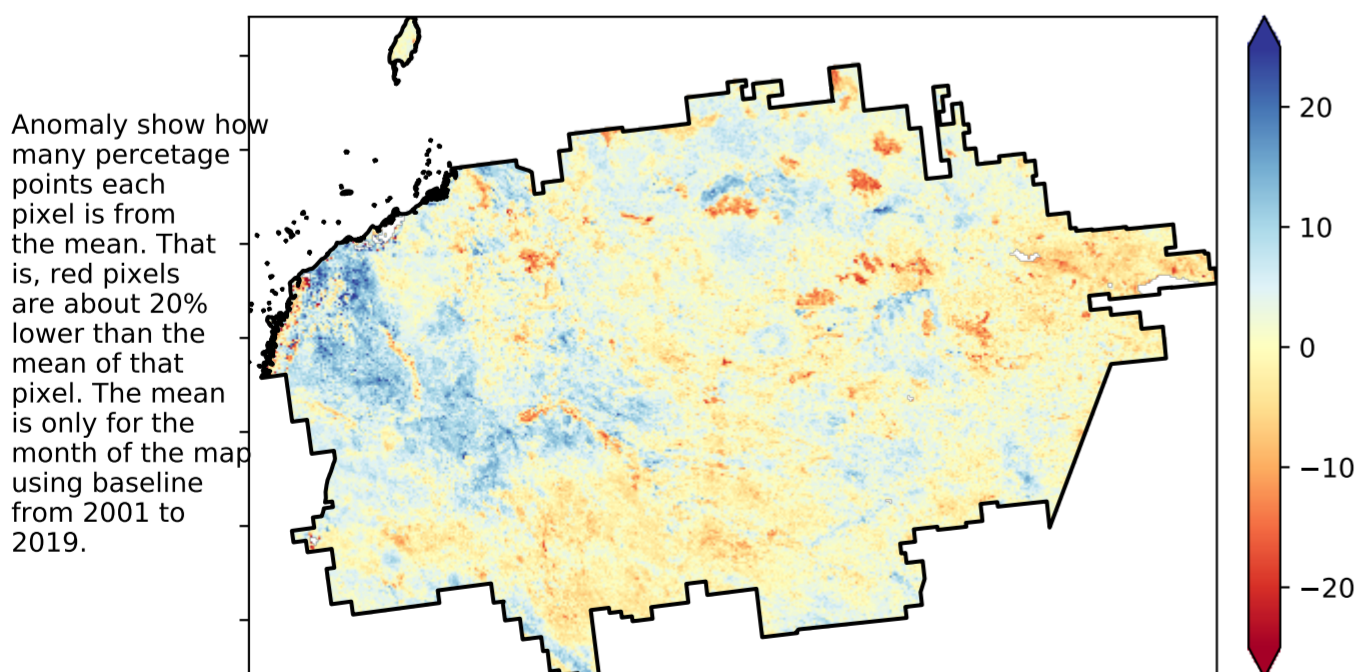 Anomaly show how
many percetage
points each
pixel is from
the mean. That
is, red pixels
are about 20%
lower than the
mean of that
pixel. The mean
is only for the
month of the map
using baseline
from 2001 to
2019.
20
10
0
−10
−20